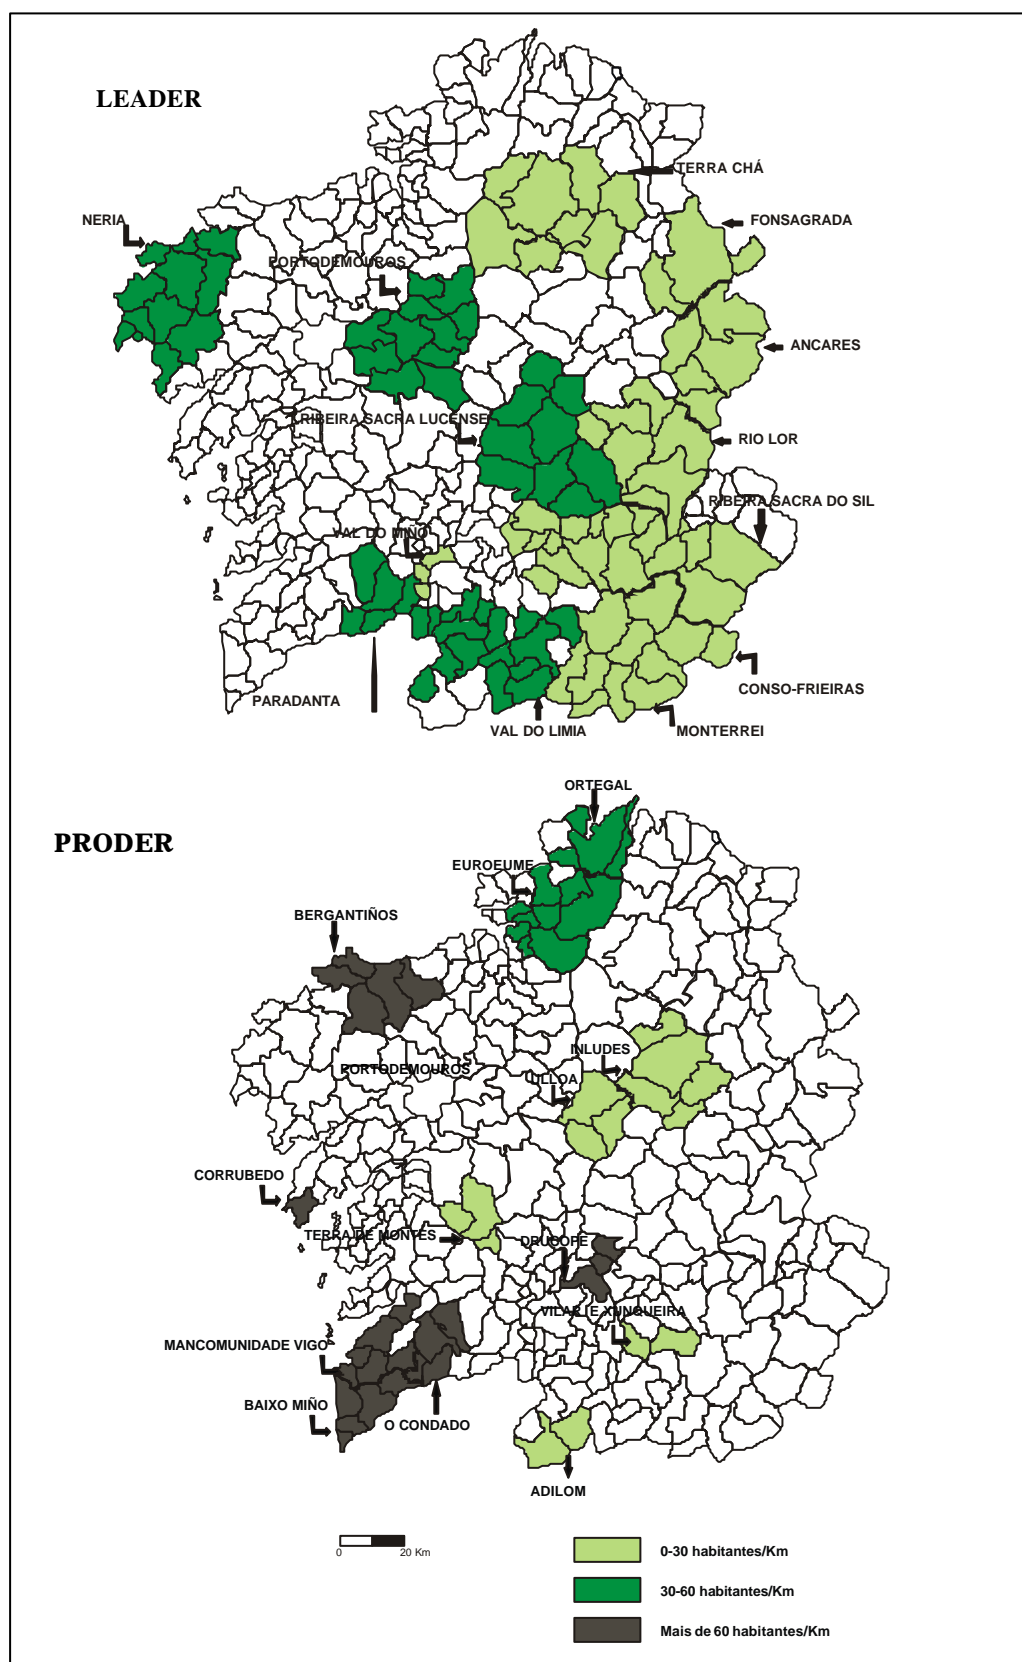 LEADER
TERRA CHÁ
NERIA
FONSAGRADA
PORTODEMOUROS
ANCARES
RIBEIRA SACRA LUCENSE
RIO LOR
RIBEIRA SACRA DO SIL
VAL DO MIÑO
CONSO-FRIEIRAS
PARADANTA
VAL DO LIMIA
MONTERREI
ORTEGAL
PRODER
EUROEUME
BERGANTIÑOS
INLUDES
PORTODEMOUROS
ULLOA
CORRUBEDO
TERRA DE MONTES
DRUSOPE
VILAR E XUNQUEIRA
MANCOMUNIDADE VIGO
BAIXO MIÑO
O CONDADO
ADILOM
0 20 Km
0-30 habitantes/Km
30-60 habitantes/Km
Mais de 60 habitantes/Km